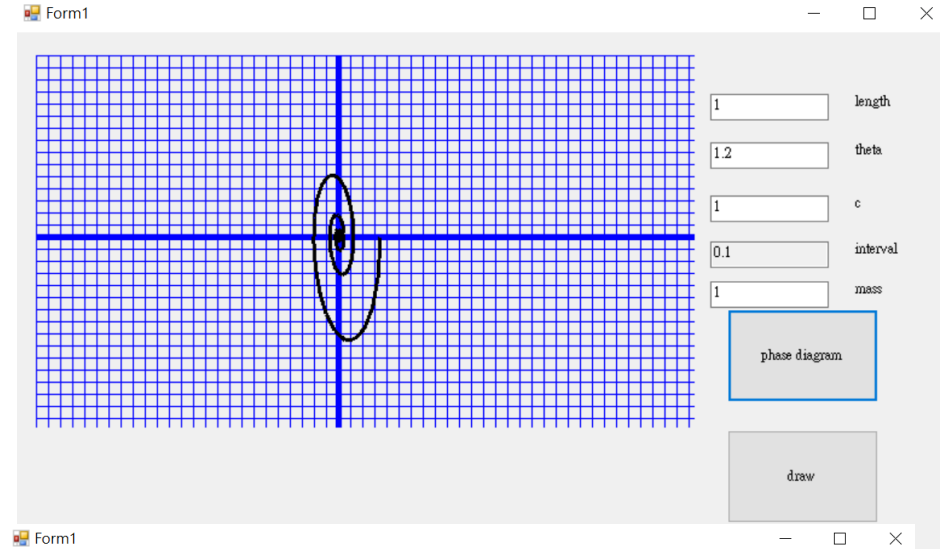 Form1
1 length
1.2 theta
1 c
0.1 interval
1 mass
phase diagram
draw
Form1